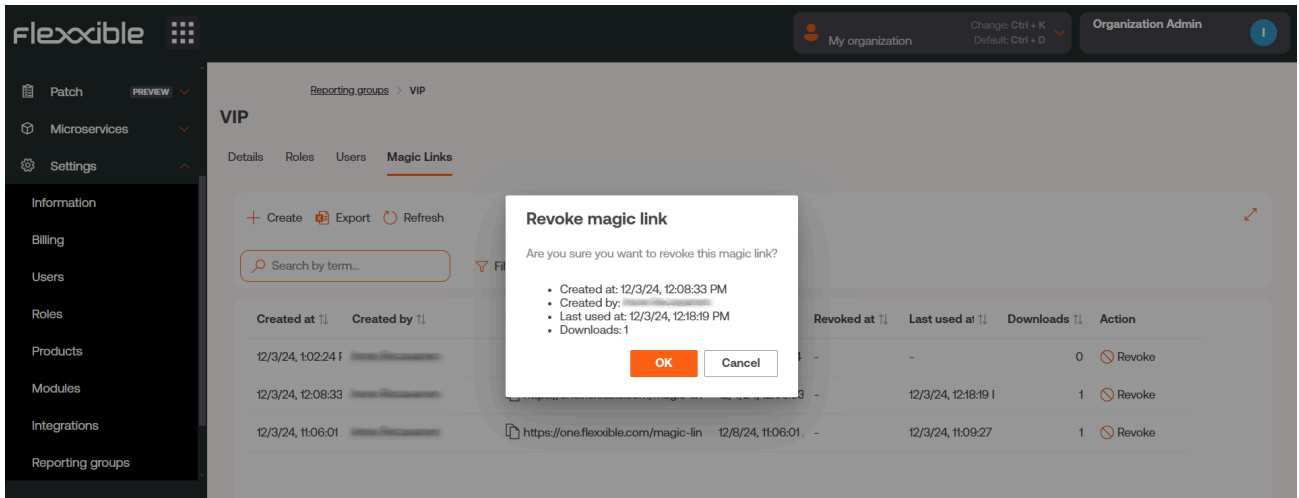 flexxible
My organization
Change: Ctrl + K
Default: Ctrl + D
Organization Admin
I
Patch PREVIEW
Microservices
Settings
Information
Billing
Users
Roles
Products
Modules
Integrations
Reporting groups
Reporting groups > VIP
VIP
Details Roles Users Magic Links
Create Export Refresh
Search by term...
Revoke magic link
Are you sure you want to revoke this magic link?
• Created at: 12/3/24, 12:08:33 PM
• Created by:
• Last used at: 12/3/24, 12:18:19 PM
• Downloads: 1
OK Cancel
Created at Created by Revoked at Last used at Downloads Action
12/3/24, 1:02:24 - - 0 Revoke
12/3/24, 12:08:33 - 12/3/24, 12:18:19 1 Revoke
12/3/24, 11:06:01 https://one.flexxible.com/magic-lin 12/8/24, 11:06:01 - 12/3/24, 11:09:27 1 Revoke